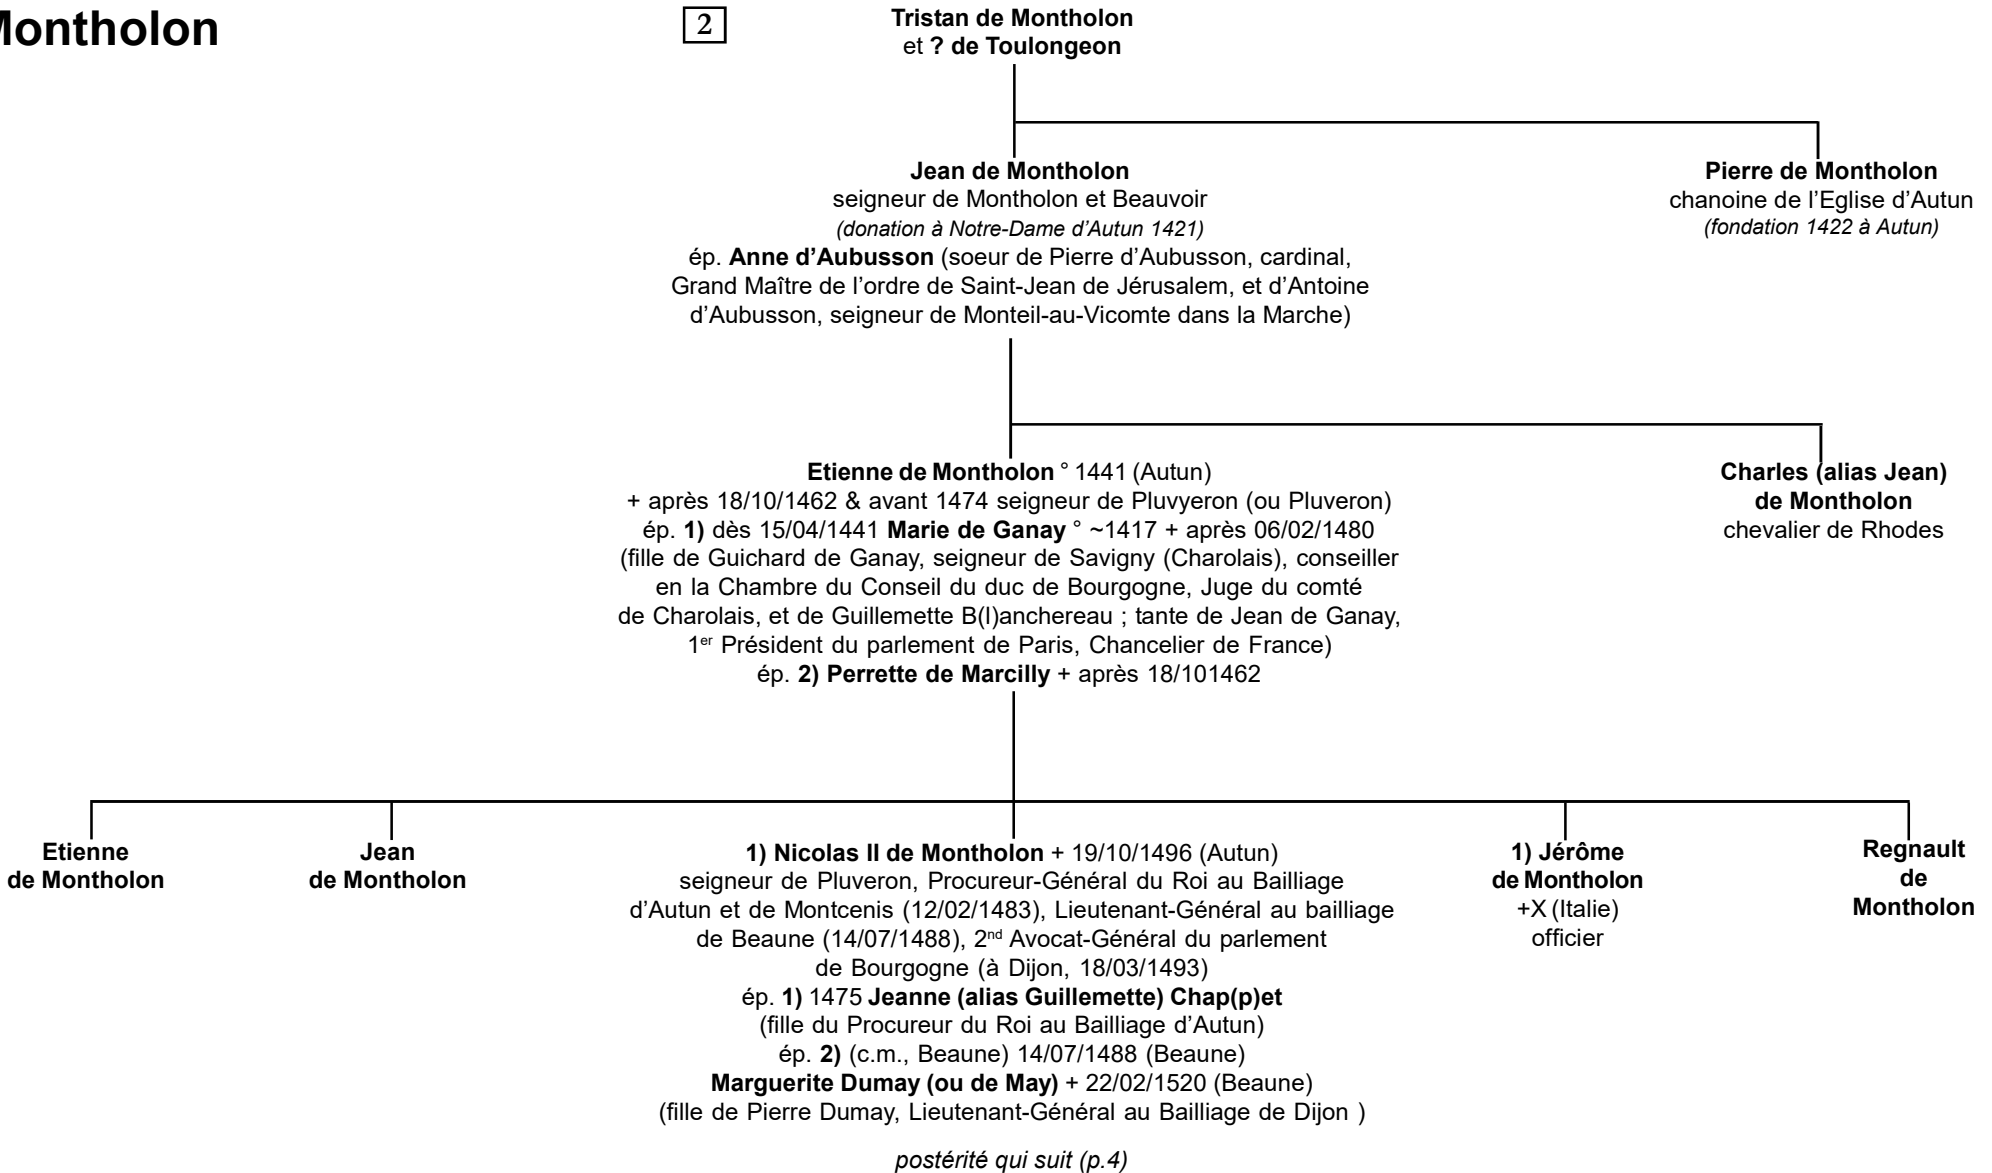 Montholon
2
Tristan de Montholon
et ? de Toulongeon
Jean de Montholon
seigneur de Montholon et Beauvoir
(donation à Notre-Dame d’Autun 1421)
ép. Anne d’Aubusson (soeur de Pierre d’Aubusson, cardinal,
Grand Maître de l’ordre de Saint-Jean de Jérusalem, et d’Antoine
d’Aubusson, seigneur de Monteil-au-Vicomte dans la Marche)
Pierre de Montholon
chanoine de l’Eglise d’Autun
(fondation 1422 à Autun)
Etienne de Montholon ° 1441 (Autun)
+ après 18/10/1462 & avant 1474 seigneur de Pluvyeron (ou Pluveron)
ép. 1) dès 15/04/1441 Marie de Ganay ° ~1417 + après 06/02/1480
(fille de Guichard de Ganay, seigneur de Savigny (Charolais), conseiller
en la Chambre du Conseil du duc de Bourgogne, Juge du comté
de Charolais, et de Guillemette B(l)anchereau ; tante de Jean de Ganay,
1er Président du parlement de Paris, Chancelier de France)
ép. 2) Perrette de Marcilly + après 18/101462
Charles (alias Jean)
de Montholon
chevalier de Rhodes
Etienne
de Montholon
Jean
de Montholon
1) Nicolas II de Montholon + 19/10/1496 (Autun)
seigneur de Pluveron, Procureur-Général du Roi au Bailliage
d’Autun et de Montcenis (12/02/1483), Lieutenant-Général au bailliage
de Beaune (14/07/1488), 2nd Avocat-Général du parlement
de Bourgogne (à Dijon, 18/03/1493)
ép. 1) 1475 Jeanne (alias Guillemette) Chap(p)et
(fille du Procureur du Roi au Bailliage d’Autun)
ép. 2) (c.m., Beaune) 14/07/1488 (Beaune)
Marguerite Dumay (ou de May) + 22/02/1520 (Beaune)
(fille de Pierre Dumay, Lieutenant-Général au Bailliage de Dijon )
postérité qui suit (p.4)
1) Jérôme
de Montholon
+X (Italie)
officier
Regnault
de
Montholon